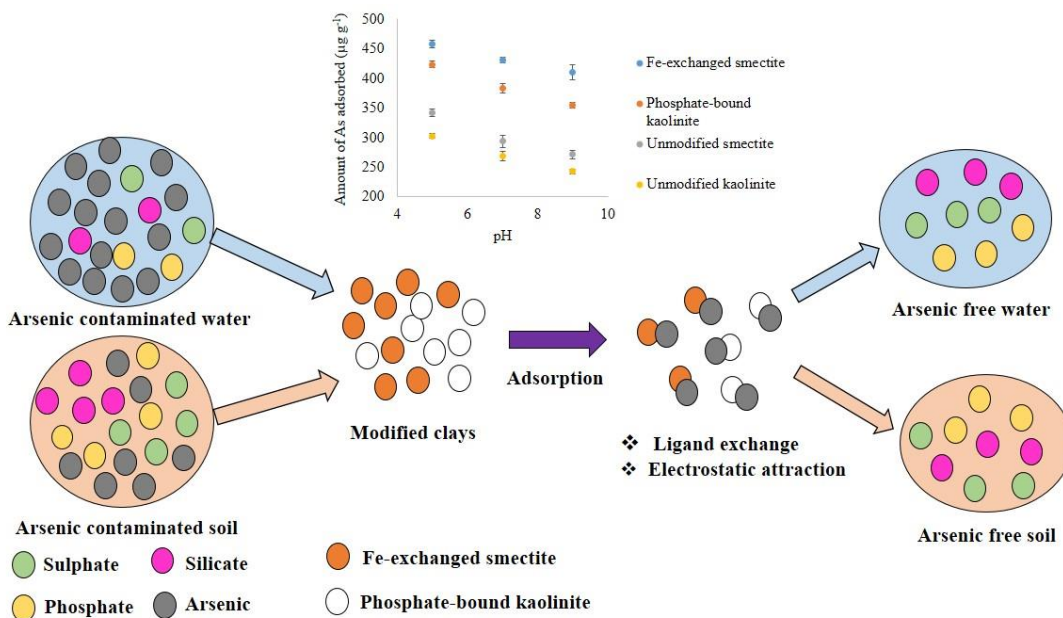 500
450
400
350
300
250
200
Amount of As adsorbed (µg g⁻¹)
4
6
8
10
pH
Fe-exchanged smectite
Phosphate-bound
kaolinite
Unmodified smectite
Unmodified kaolinite
Arsenic contaminated water
Arsenic contaminated soil
Modified clays
Adsorption
❖ Ligand exchange
❖ Electrostatic attraction
Arsenic free water
Arsenic free soil
Sulphate
Silicate
Phosphate
Arsenic
Fe-exchanged smectite
Phosphate-bound kaolinite